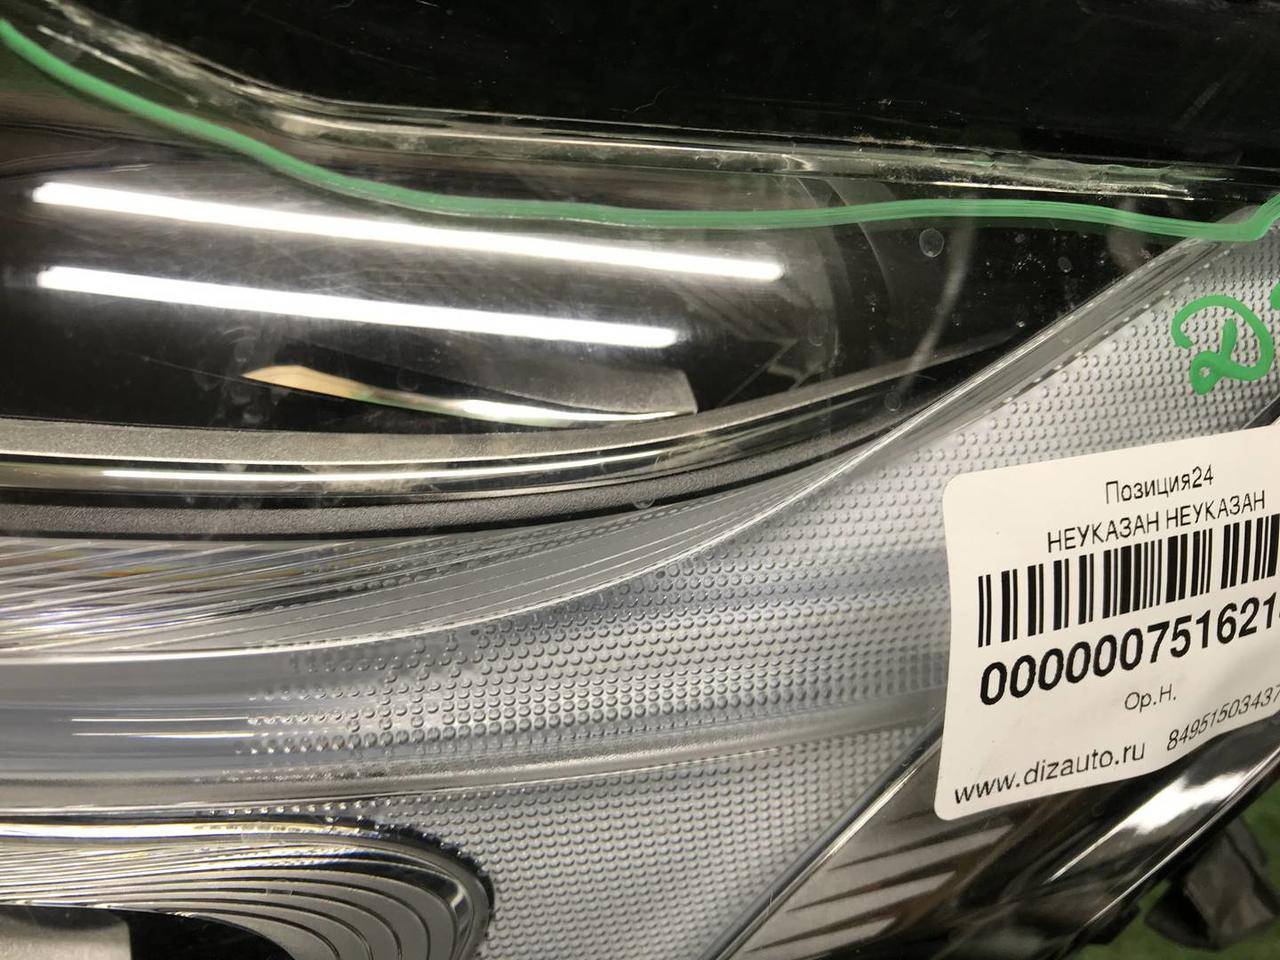 Позиция24
НЕУКАЗАН НЕУКАЗАН
000000751621
Ор.Н.
www.dizauto.ru 8495150343